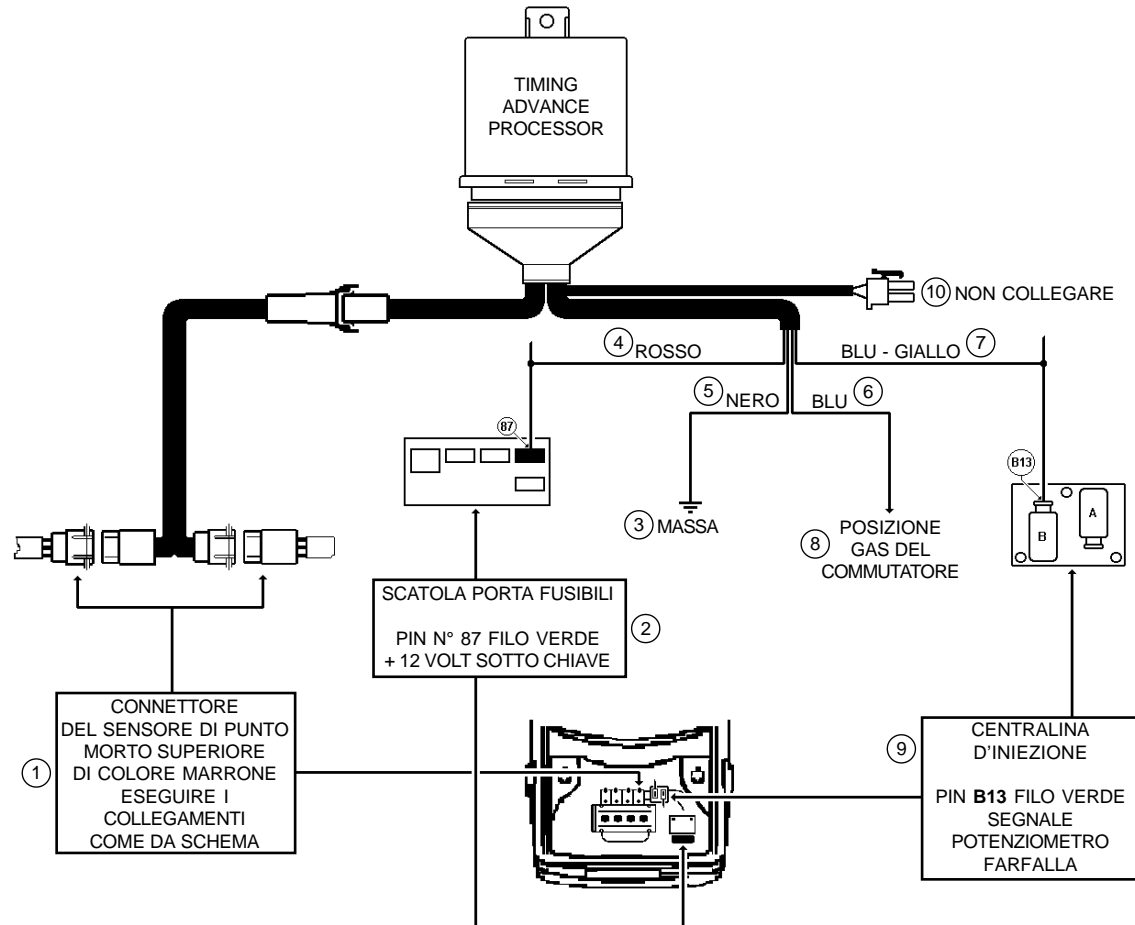 TIMING
ADVANCE
PROCESSOR
10 NON COLLEGARE
4 ROSSO
BLU - GIALLO 7
5 NERO
BLU 6
87
B13
A
B
3 MASSA
8 POSIZIONE
GAS DEL
COMMUTATORE
SCATOLA PORTA FUSIBILI
PIN N° 87 FILO VERDE
+ 12 VOLT SOTTO CHIAVE
2
1
CONNETTORE
DEL SENSORE DI PUNTO
MORTO SUPERIORE
DI COLORE MARRONE
ESEGUIRE I
COLLEGAMENTI
COME DA SCHEMA
9
CENTRALINA
D'INIEZIONE
PIN B13 FILO VERDE
SEGNALE
POTENZIOMETRO
FARFALLA